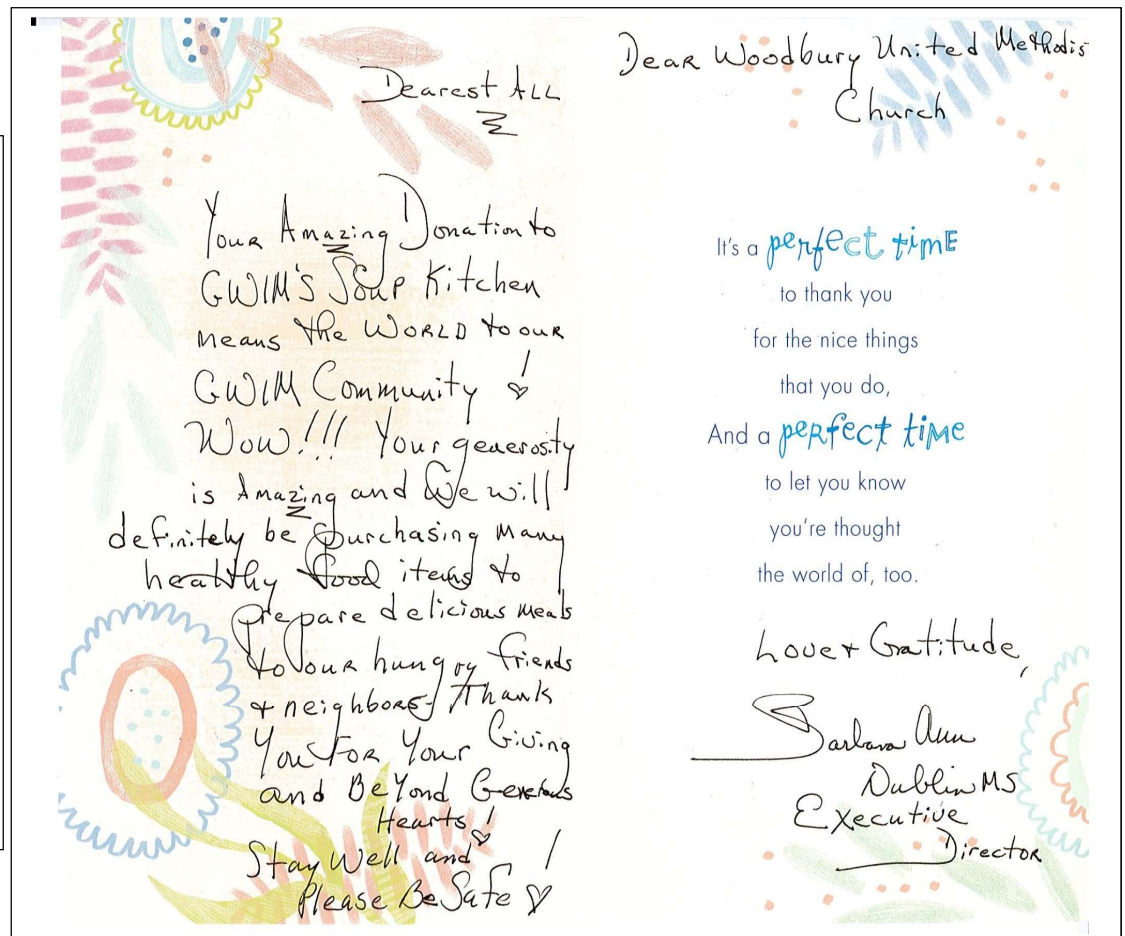 Dearest ALL
Your Amazing Donation to
GWIM'S Soup Kitchen
means the WORLD to our
GWIM Community !
Wow!!! Your generosity
is Amazing and We will
definitely be purchasing many
healthy food items to
prepare delicious meals
to our hungry friends
+ neighbors! Thank
You For Your Giving
and Beyond Generous
Hearts!
Stay Well and
Please Be Safe !
Dear Woodbury United Methodis
Church
It's a perfect time
to thank you
for the nice things
that you do,
And a perfect time
to let you know
you're thought
the world of, too.
Love + Gratitude,
Barbara Ann
Dublin MS
Executive
Director